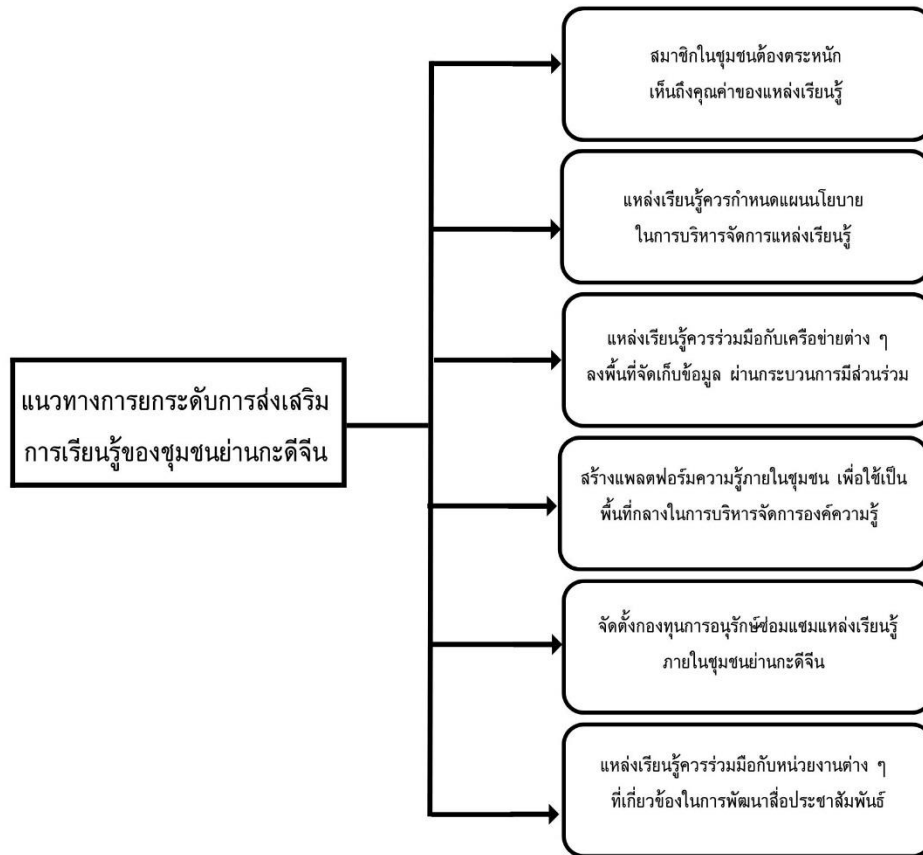 แนวทางการยกระดับการส่งเสริม
การเรียนรู้ของชุมชนย่านกะดีจีน
สมาชิกในชุมชนต้องตระหนัก
เห็นถึงคุณค่าของแหล่งเรียนรู้
แหล่งเรียนรู้ควรกำหนดแผนนโยบาย
ในการบริหารจัดการแหล่งเรียนรู้
แหล่งเรียนรู้ควรร่วมมือกับเครือข่ายต่าง ๆ
ลงพื้นที่จัดเก็บข้อมูล ผ่านกระบวนการมีส่วนร่วม
สร้างแพลตฟอร์มความรู้ภายในชุมชน เพื่อใช้เป็น
พื้นที่กลางในการบริหารจัดการองค์ความรู้
จัดตั้งกองทุนการอนุรักษ์ซ่อมแซมแหล่งเรียนรู้
ภายในชุมชนย่านกะดีจีน
แหล่งเรียนรู้ควรร่วมมือกับหน่วยงานต่าง ๆ
ที่เกี่ยวข้องในการพัฒนาสื่อประชาสัมพันธ์